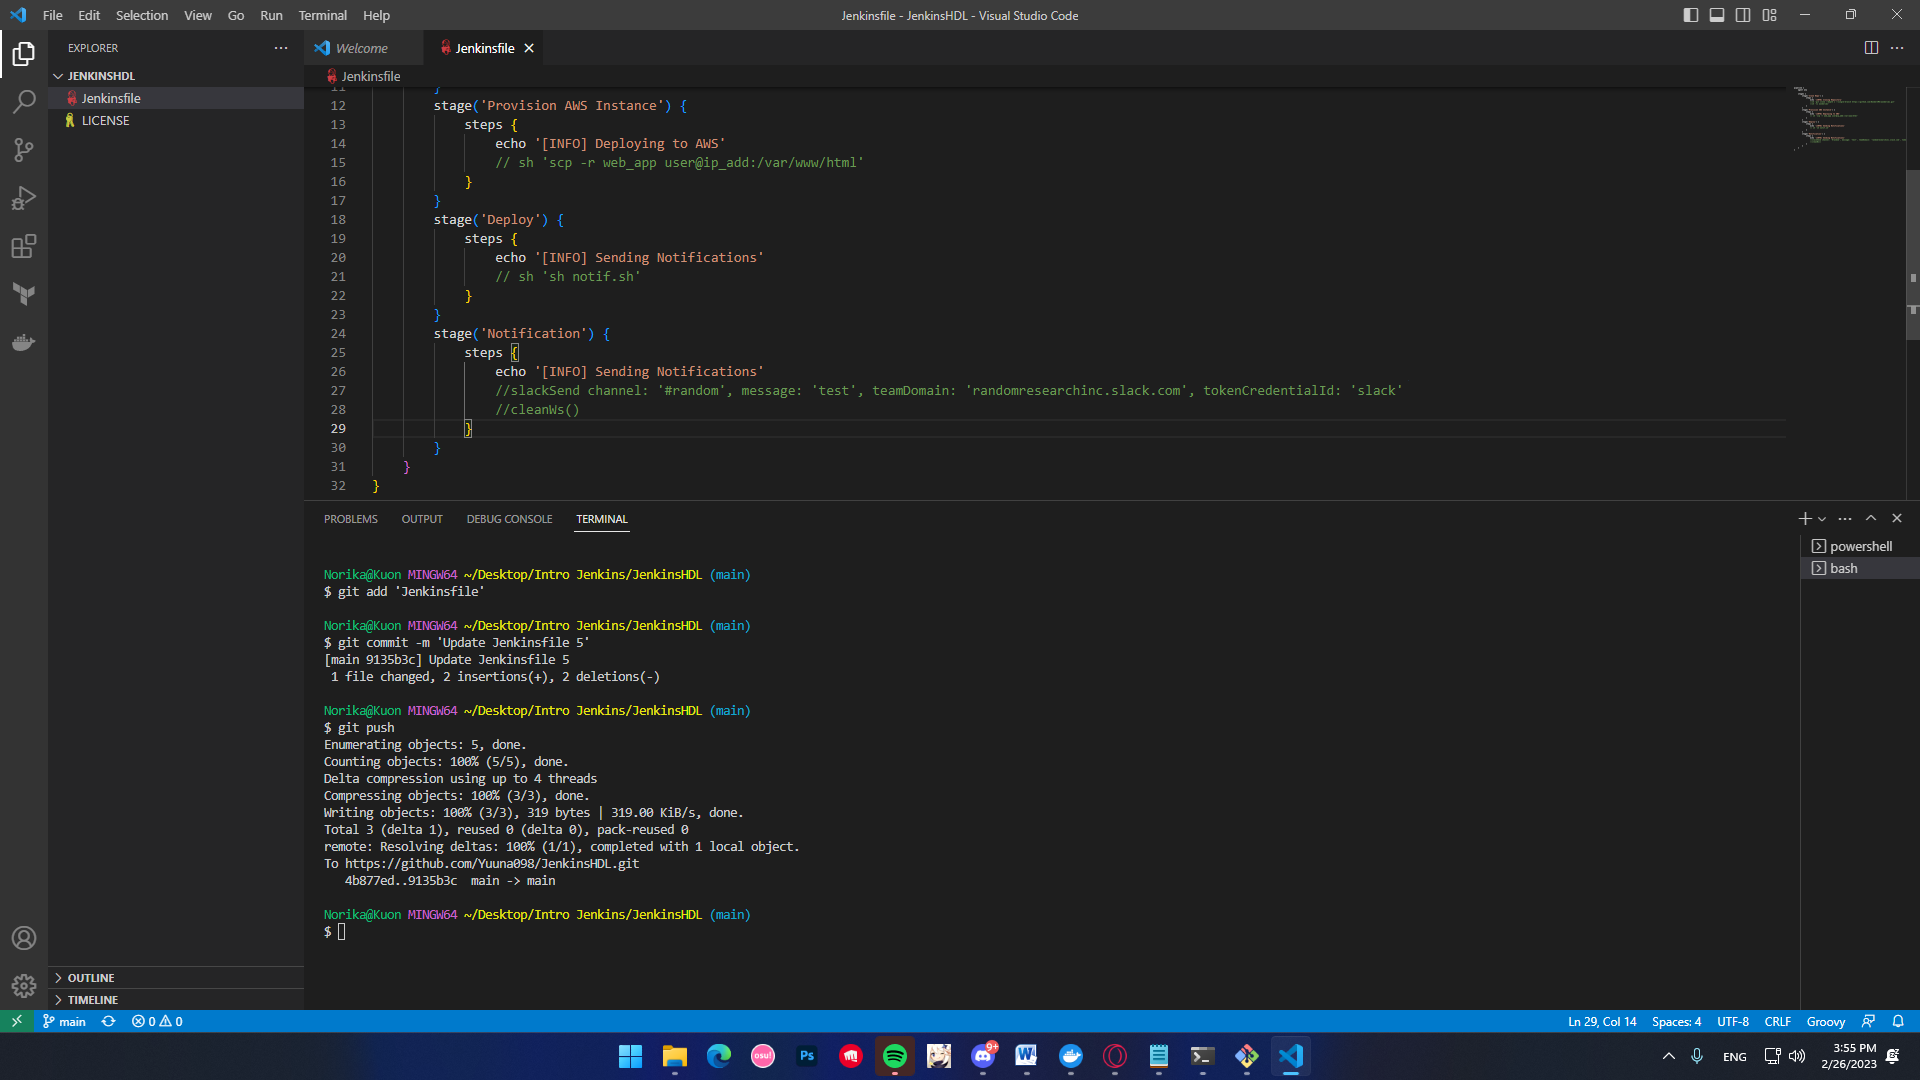 File Edit Selection View Go Run Terminal Help
Jenkinsfile - JenkinsHDL - Visual Studio Code
EXPLORER
Welcome
Jenkinsfile
JENKINSHDL
Jenkinsfile
Jenkinsfile
LICENSE
11 }
12 stage('Provision AWS Instance') {
13 steps {
14 echo '[INFO] Deploying to AWS'
15 // sh 'scp -r web_app user@ip_add:/var/www/html'
16 }
17 }
18 stage('Deploy') {
19 steps {
20 echo '[INFO] Sending Notifications'
21 // sh 'sh notif.sh'
22 }
23 }
24 stage('Notification') {
25 steps {
26 echo '[INFO] Sending Notifications'
27 //slackSend channel: '#random', message: 'test', teamDomain: 'randomresearchinc.slack.com', tokenCredentialId: 'slack'
28 //cleanWs()
29 }
30 }
31 }
32 }
PROBLEMS OUTPUT DEBUG CONSOLE TERMINAL
powershell
bash
Norika@Kuon MINGW64 ~/Desktop/Intro Jenkins/JenkinsHDL (main)
$ git add 'Jenkinsfile'
Norika@Kuon MINGW64 ~/Desktop/Intro Jenkins/JenkinsHDL (main)
$ git commit -m 'Update Jenkinsfile 5'
[main 9135b3c] Update Jenkinsfile 5
1 file changed, 2 insertions(+), 2 deletions(-)
Norika@Kuon MINGW64 ~/Desktop/Intro Jenkins/JenkinsHDL (main)
$ git push
Enumerating objects: 5, done.
Counting objects: 100% (5/5), done.
Delta compression using up to 4 threads
Compressing objects: 100% (3/3), done.
Writing objects: 100% (3/3), 319 bytes | 319.00 KiB/s, done.
Total 3 (delta 1), reused 0 (delta 0), pack-reused 0
remote: Resolving deltas: 100% (1/1), completed with 1 local object.
To https://github.com/Yuuna098/JenkinsHDL.git
4b877ed..9135b3c main -> main
Norika@Kuon MINGW64 ~/Desktop/Intro Jenkins/JenkinsHDL (main)
$
OUTLINE
TIMELINE
main 0 0
Ln 29, Col 14 Spaces: 4 UTF-8 CRLF Groovy
osu!
Ps
9+
W
ENG
3:55 PM
2/26/2023